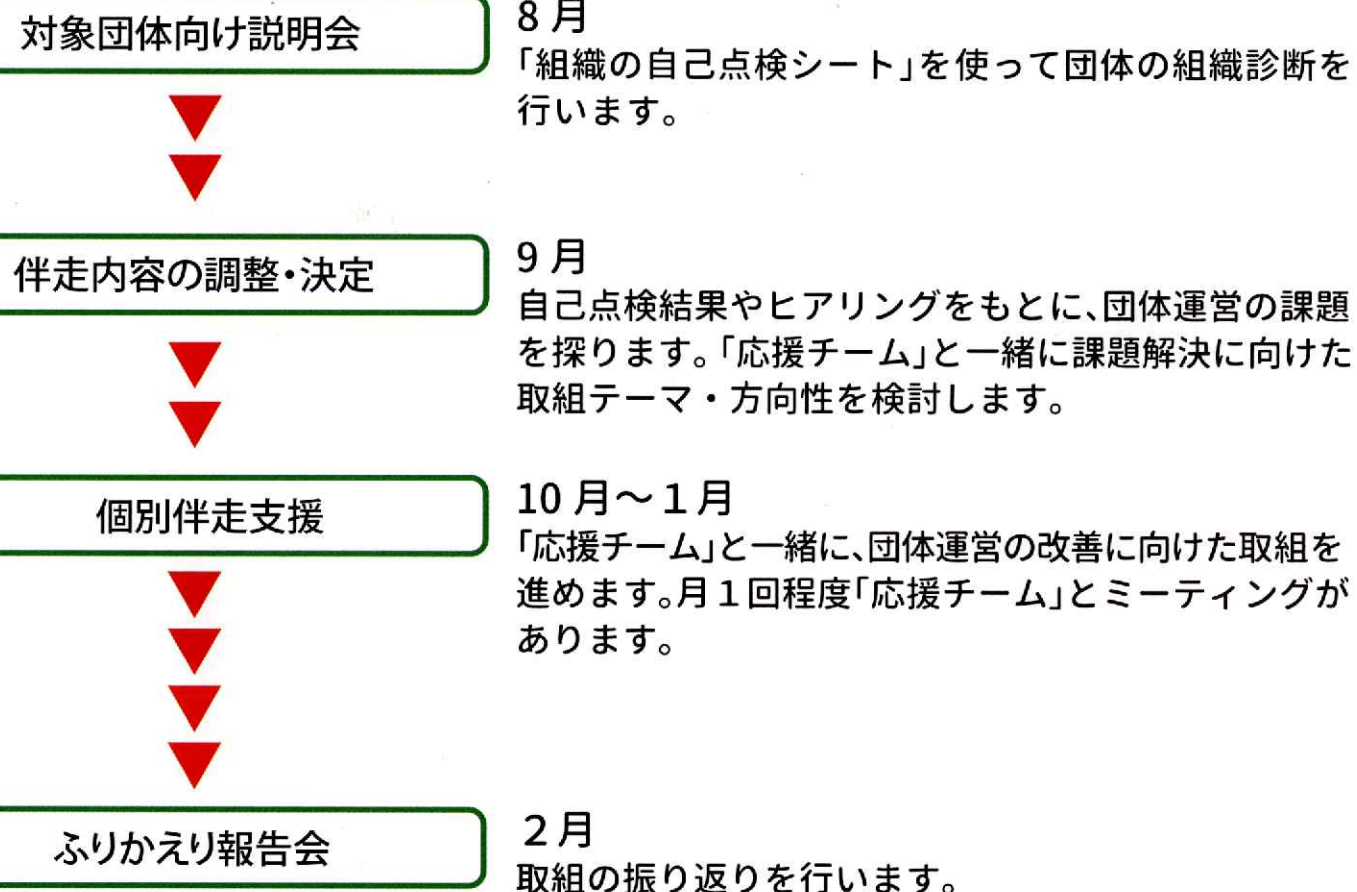 対象団体向け説明会
8月
「組織の自己点検シート」を使って団体の組織診断を
行います。
伴走内容の調整・決定
9月
自己点検結果やヒアリングをもとに、団体運営の課題
を探ります。「応援チーム」と一緒に課題解決に向けた
取組テーマ・方向性を検討します。
個別伴走支援
10月～1月
「応援チーム」と一緒に、団体運営の改善に向けた取組を
進めます。月１回程度「応援チーム」とミーティングが
あります。
ふりかえり報告会
２月
取組の振り返りを行います。